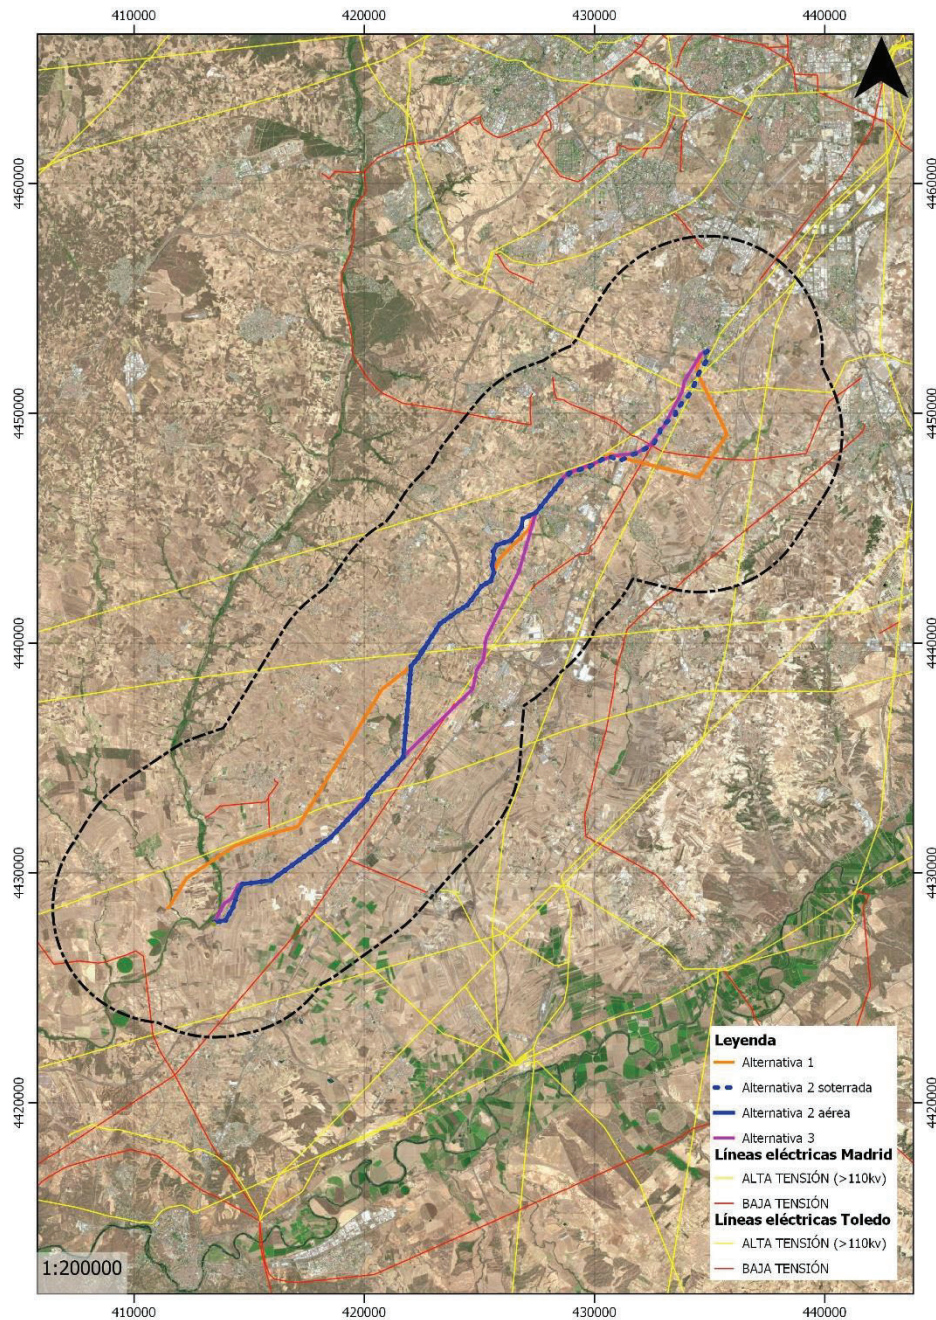 410000 420000 430000 440000
4460000 4460000
4450000 4450000
4440000 4440000
4430000 4430000
4420000 4420000
Leyenda
Alternativa 1
Alternativa 2 soterrada
Alternativa 2 aérea
Alternativa 3
Líneas eléctricas Madrid
ALTA TENSIÓN (>110kv)
BAJA TENSIÓN
Líneas eléctricas Toledo
ALTA TENSIÓN (>110kv)
BAJA TENSIÓN
1:200000
410000 420000 430000 440000